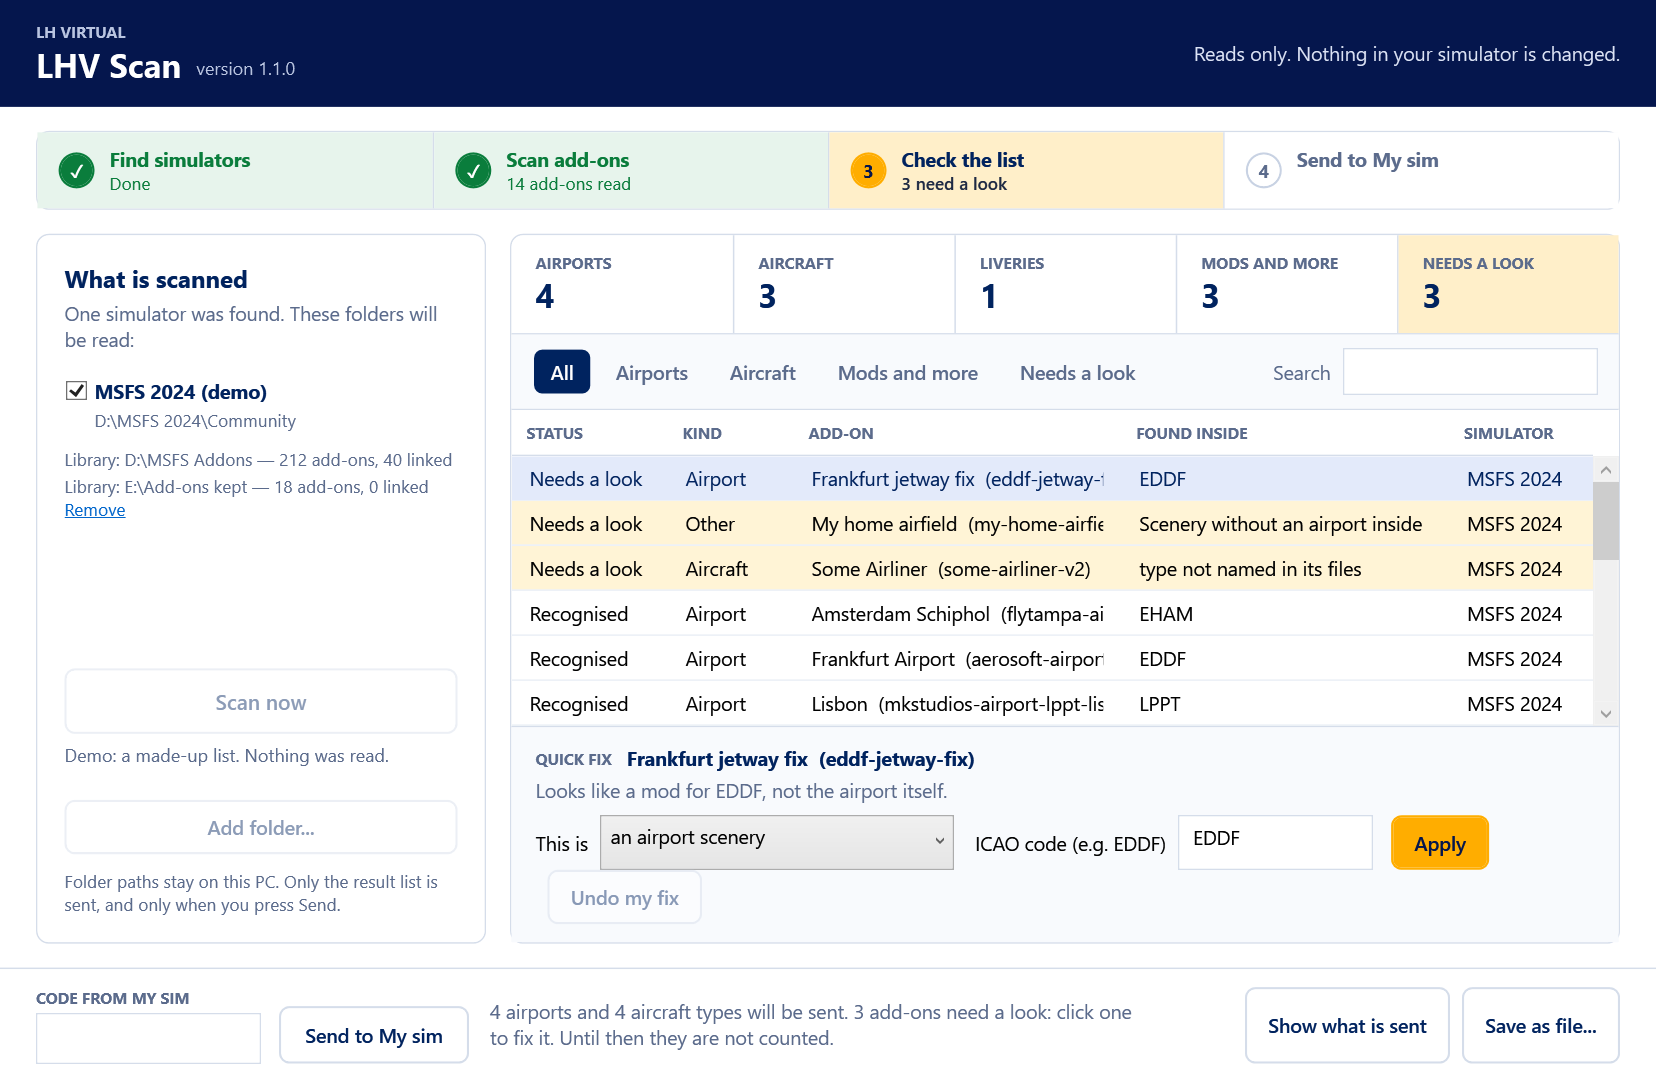 LH VIRTUAL
LHV Scan version 1.1.0
Reads only. Nothing in your simulator is changed.
✓ Find simulators
Done
✓ Scan add-ons
14 add-ons read
3 Check the list
3 need a look
4 Send to My sim
What is scanned
One simulator was found. These folders will
be read:
MSFS 2024 (demo)
D:\MSFS 2024\Community
Library: D:\MSFS Addons — 212 add-ons, 40 linked
Library: E:\Add-ons kept — 18 add-ons, 0 linked
Remove
Scan now
Demo: a made-up list. Nothing was read.
Add folder...
Folder paths stay on this PC. Only the result list is
sent, and only when you press Send.
AIRPORTS AIRCRAFT LIVERIES MODS AND MORE NEEDS A LOOK
4 3 1 3 3
All Airports Aircraft Mods and more Needs a look Search
STATUS KIND ADD-ON FOUND INSIDE SIMULATOR
Needs a look Airport Frankfurt jetway fix (eddf-jetway- EDDF MSFS 2024
Needs a look Other My home airfield (my-home-airfie Scenery without an airport inside MSFS 2024
Needs a look Aircraft Some Airliner (some-airliner-v2) type not named in its files MSFS 2024
Recognised Airport Amsterdam Schiphol (flytampa-ai EHAM MSFS 2024
Recognised Airport Frankfurt Airport (aerosoft-airport EDDF MSFS 2024
Recognised Airport Lisbon (mkstudios-airport-lppt-lis LPPT MSFS 2024
QUICK FIX Frankfurt jetway fix (eddf-jetway-fix)
Looks like a mod for EDDF, not the airport itself.
This is an airport scenery ICAO code (e.g. EDDF) EDDF Apply
Undo my fix
CODE FROM MY SIM
Send to My sim
4 airports and 4 aircraft types will be sent. 3 add-ons need a look: click one
to fix it. Until then they are not counted.
Show what is sent
Save as file...